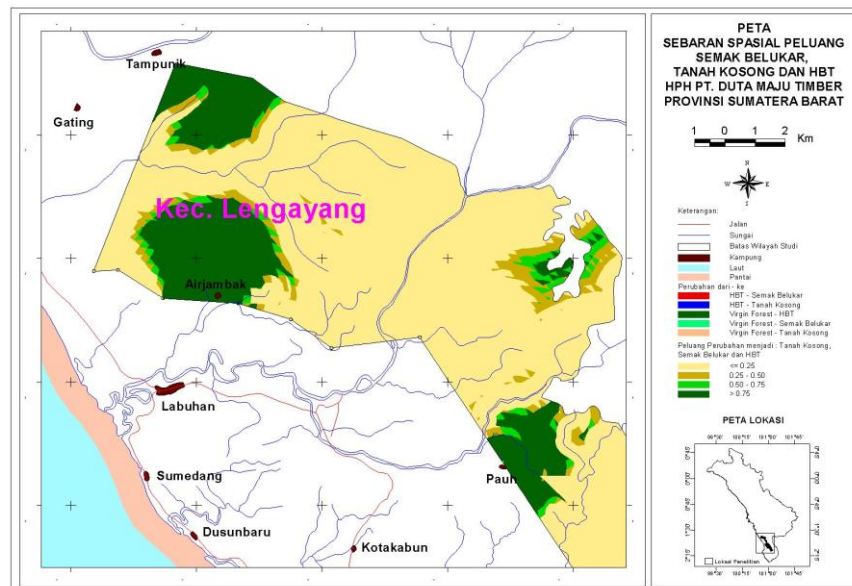 Tampunik
Gating
Kec. Lengayang
Airjambak
Labuhan
Sumedang
Dusunbaru
Pauh
Kotakabun
PETA
SEBARAN SPASIAL PELUANG
SEMAK BELUKAR,
TANAH KOSONG DAN HBT
HPH PT. DUTA MAJU TIMBER
PROVINSI SUMATERA BARAT
1 0 1 2 Km
N
W E
S
Keterangan:
Jalan
Sungai
Batas Wilayah Studi
Kampung
Laut
Pantai
Perubahan dari - ke
HBT - Semak Belukar
HBT - Tanah Kosong
Virgin Forest - HBT
Virgin Forest - Semak Belukar
Virgin Forest - Tanah Kosong
Peluang Perubahan menjadi : Tanah Kosong,
Semak Belukar dan HBT
<= 0.25
0.25 - 0.50
0.50 - 0.75
> 0.75
PETA LOKASI
Lokasi Penelitian